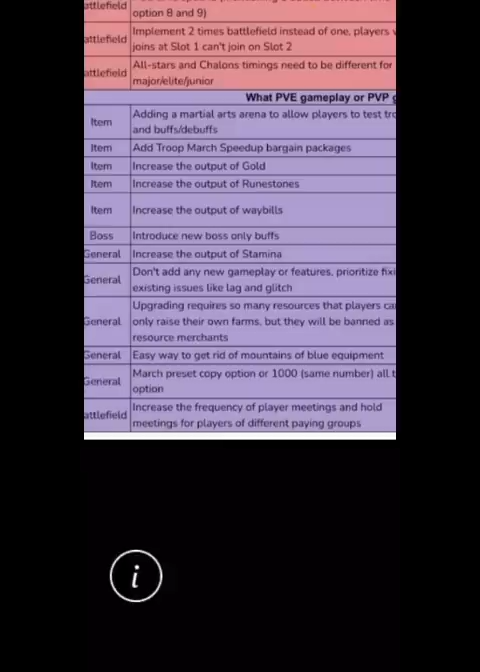 option 8 and 9)
attlefield
Implement 2 times battlefield instead of one, players
joins at Slot 1 can't join on Slot 2
attlefield
All-stars and Chalons timings need to be different for
major/elite/junior
What PVE gameplay or PVP
Item
Adding a martial arts arena to allow players to test
and buffs/debuffs
Item
Add Troop March Speedup bargain packages
Item
Increase the output of Gold
Item
Increase the output of Runestones
Item
Increase the output of waybills
Boss
Introduce new boss only buffs
General
Increase the output of Stamina
General
Don't add any new gameplay or features, prioritize fixi
existing issues like lag and glitch
General
Upgrading requires so many resources that players ca
only raise their own farms, but they will be banned as
resource merchants
General
Easy way to get rid of mountains of blue equipment
General
March preset copy option or 1000 (same number) all t
option
attlefield
Increase the frequency of player meetings and hold
meetings for players of different paying groups
i